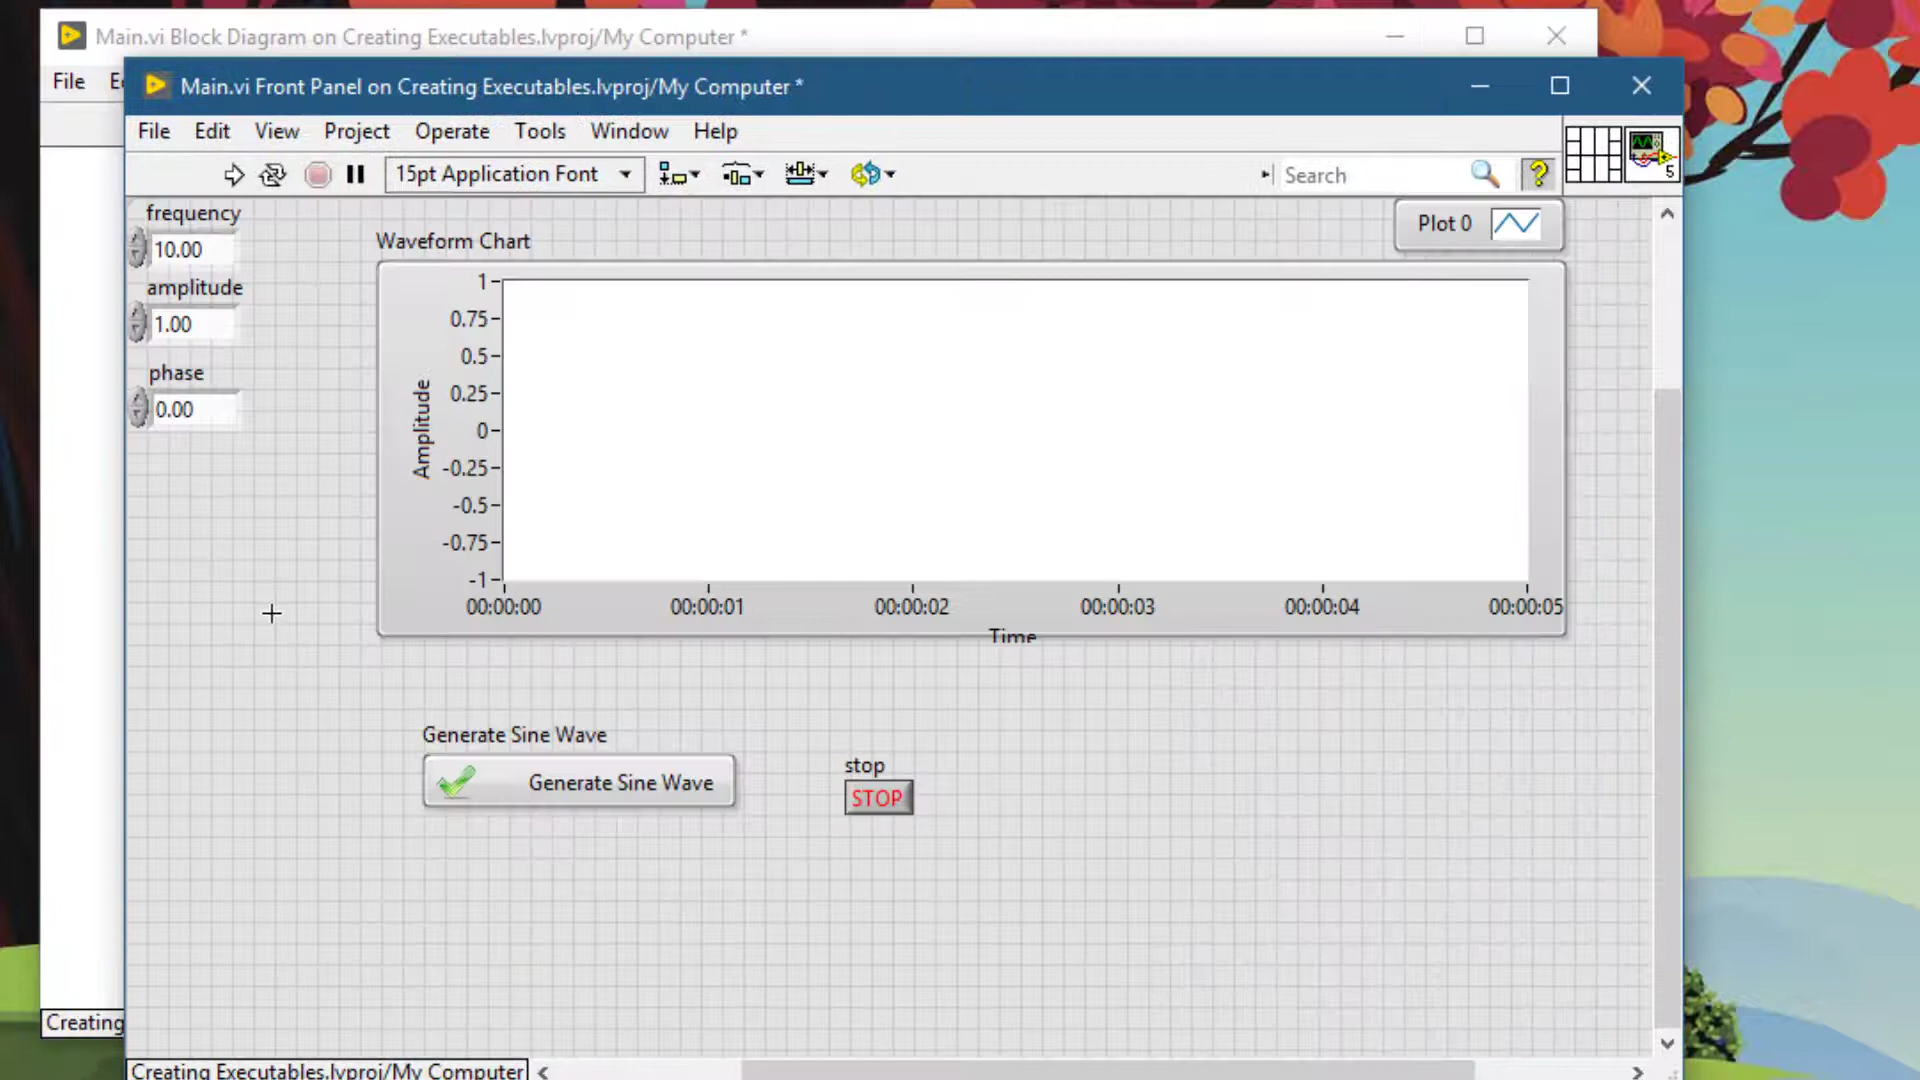 Main.vi Block Diagram on Creating Executables.lvproj/My Computer *
File
Main.vi Front Panel on Creating Executables.lvproj/My Computer *
File Edit View Project Operate Tools Window Help
15pt Application Font
Search
?
5
frequency
10.00
amplitude
1.00
phase
0.00
Waveform Chart
Plot 0
Amplitude
1
0.75
0.5
0.25
0
-0.25
-0.5
-0.75
-1
00:00:00 00:00:01 00:00:02 00:00:03 00:00:04 00:00:05
Time
Generate Sine Wave
Generate Sine Wave
stop
STOP
Creating
Creating Executables.lvproj/My Computer